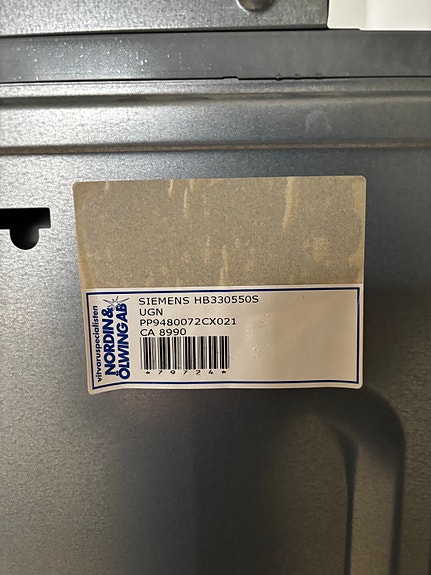 vitvaruspecialisten
NORDIN &
ÖLWING AB
SIEMENS HB330550S
UGN
PP9480072CX021
CA 8990
*79724*